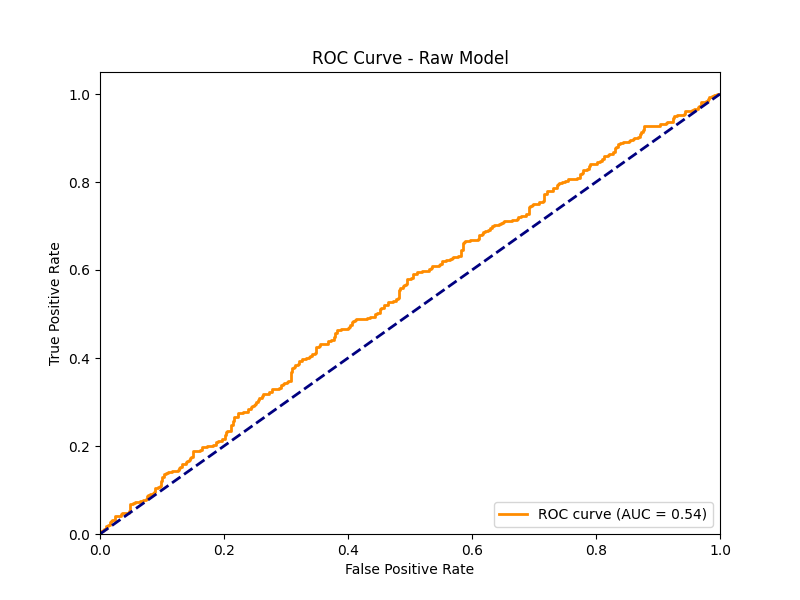 ROC Curve - Raw Model
True Positive Rate
1.0
0.8
0.6
0.4
0.2
0.0
ROC curve (AUC = 0.54)
0.0 0.2 0.4 0.6 0.8 1.0
False Positive Rate